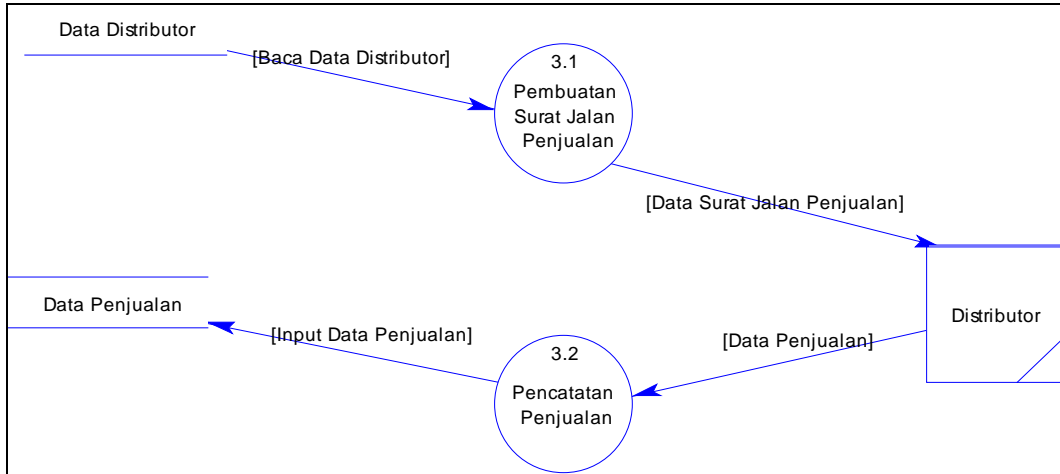 Data Distributor
[Baca Data Distributor]
3.1
Pembuatan
Surat Jalan
Penjualan
[Data Surat Jalan Penjualan]
Data Penjualan
[Input Data Penjualan]
3.2
Pencatatan
Penjualan
[Data Penjualan]
Distributor